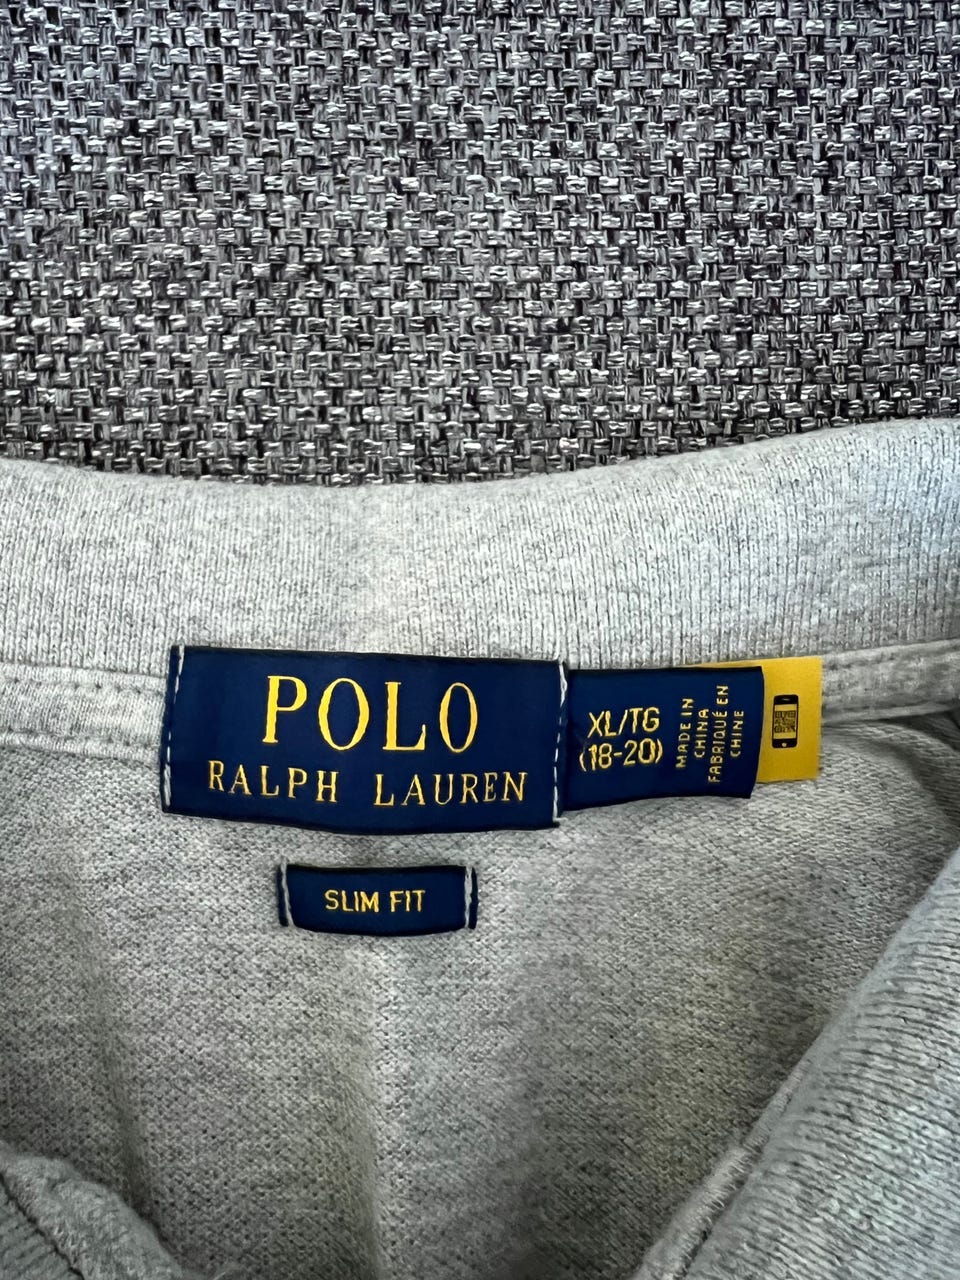 POLO
RALPH LAUREN
XL/TG
(18-20)
MADE IN
CHINA
FABRIQUÉ EN
CHINE
SLIM FIT